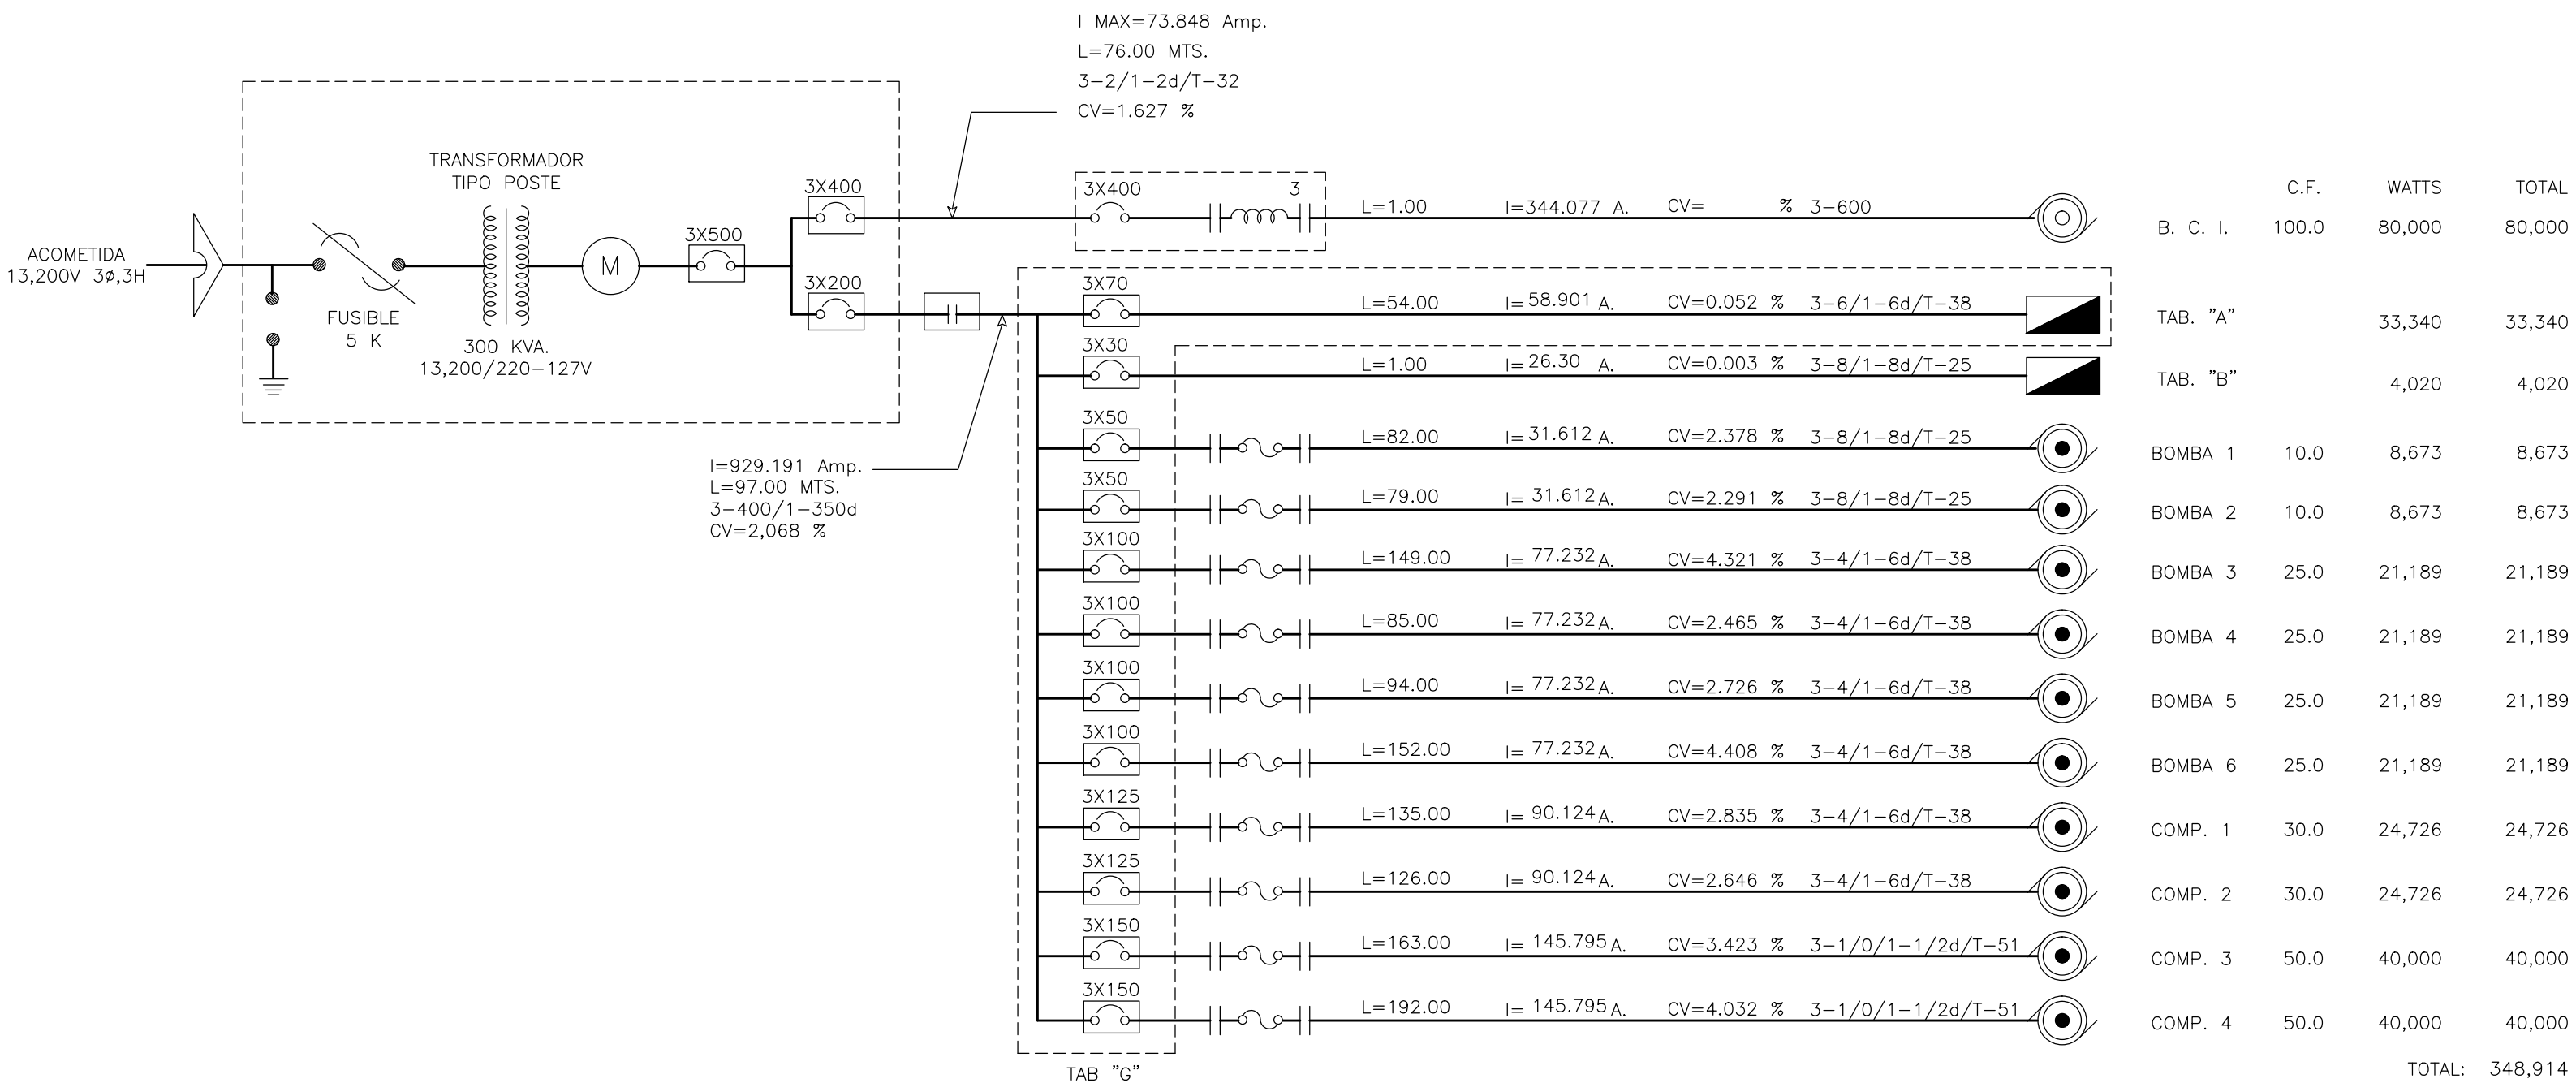 I MAX=73.848 Amp.
L=76.00 MTS.
3-2/1-2d/T-32
CV=1.627 %
ACOMETIDA
13,200V 3ø,3H
FUSIBLE
5 K
TRANSFORMADOR
TIPO POSTE
300 KVA.
13,200/220-127V
M
3X500
3X400
3X200
I=929.191 Amp.
L=97.00 MTS.
3-400/1-350d
CV=2,068 %
C.F. WATTS TOTAL
3X400 3 L=1.00 I=344.077 A. CV= % 3-600 B. C. I. 100.0 80,000 80,000
3X70 L=54.00 I= 58.901 A. CV=0.052 % 3-6/1-6d/T-38 TAB. "A" 33,340 33,340
3X30 L=1.00 I= 26.30 A. CV=0.003 % 3-8/1-8d/T-25 TAB. "B" 4,020 4,020
3X50 L=82.00 I= 31.612 A. CV=2.378 % 3-8/1-8d/T-25 BOMBA 1 10.0 8,673 8,673
3X50 L=79.00 I= 31.612 A. CV=2.291 % 3-8/1-8d/T-25 BOMBA 2 10.0 8,673 8,673
3X100 L=149.00 I= 77.232 A. CV=4.321 % 3-4/1-6d/T-38 BOMBA 3 25.0 21,189 21,189
3X100 L=85.00 I= 77.232 A. CV=2.465 % 3-4/1-6d/T-38 BOMBA 4 25.0 21,189 21,189
3X100 L=94.00 I= 77.232 A. CV=2.726 % 3-4/1-6d/T-38 BOMBA 5 25.0 21,189 21,189
3X100 L=152.00 I= 77.232 A. CV=4.408 % 3-4/1-6d/T-38 BOMBA 6 25.0 21,189 21,189
3X125 L=135.00 I= 90.124 A. CV=2.835 % 3-4/1-6d/T-38 COMP. 1 30.0 24,726 24,726
3X125 L=126.00 I= 90.124 A. CV=2.646 % 3-4/1-6d/T-38 COMP. 2 30.0 24,726 24,726
3X150 L=163.00 I= 145.795 A. CV=3.423 % 3-1/0/1-1/2d/T-51 COMP. 3 50.0 40,000 40,000
3X150 L=192.00 I= 145.795 A. CV=4.032 % 3-1/0/1-1/2d/T-51 COMP. 4 50.0 40,000 40,000
TAB "G"
TOTAL: 348,914